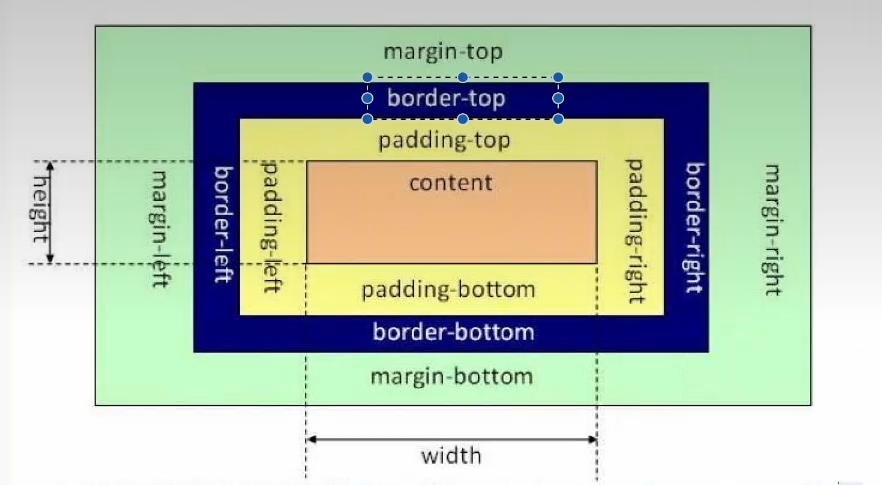 margin-top
border-top
padding-top
content
height
margin-left
border-left
padding-left
padding-right
border-right
margin-right
padding-bottom
border-bottom
margin-bottom
width